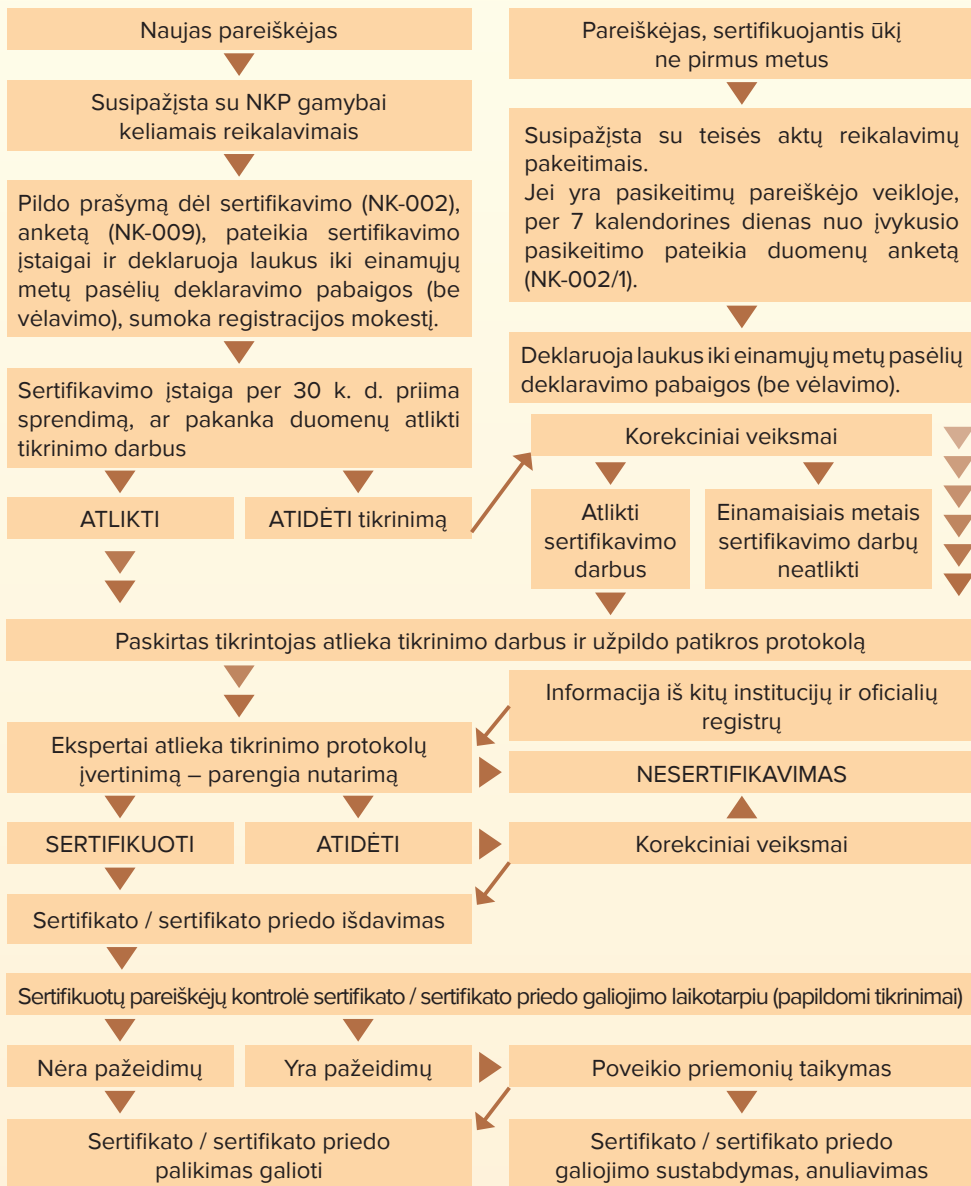 Naujas pareiškėjas
Pareiškėjas, sertifikuojantis ūkį
ne pirmus metus
Susipažįsta su NKP gamybai
keliamais reikalavimais
Susipažįsta su teisės aktų reikalavimų
pakeitimais.
Jei yra pasikeitimų pareiškėjo veikloje,
per 7 kalendorines dienas nuo įvykusio
pasikeitimo pateikia duomenų anketą
(NK-002/1).
Pildo prašymą dėl sertifikavimo (NK-002),
anketą (NK-009), pateikia sertifikavimo
įstaigai ir deklaruoja laukus iki einamųjų
metų pasėlių deklaravimo pabaigos (be
vėlavimo), sumoka registracijos mokestį.
Deklaruoja laukus iki einamųjų metų pasėlių
deklaravimo pabaigos (be vėlavimo).
Sertifikavimo įstaiga per 30 k. d. priima
sprendimą, ar pakanka duomenų atlikti
tikrinimo darbus
Korekciniai veiksmai
ATLIKTI
ATIDĖTI tikrinimą
Atlikti
sertifikavimo
darbus
Einamaisiais metais
sertifikavimo darbų
neatlikti
Paskirtas tikrintojas atlieka tikrinimo darbus ir užpildo patikros protokolą
Informacija iš kitų institucijų ir oficialių
registrų
Ekspertai atlieka tikrinimo protokolų
įvertinimą – parengia nutarimą
NESERTIFIKAVIMAS
SERTIFIKUOTI
ATIDĖTI
Korekciniai veiksmai
Sertifikato / sertifikato priedo išdavimas
Sertifikuotų pareiškėjų kontrolė sertifikato / sertifikato priedo galiojimo laikotarpiu (papildomi tikrinimai)
Nėra pažeidimų
Yra pažeidimų
Poveikio priemonių taikymas
Sertifikato / sertifikato priedo
palikimas galioti
Sertifikato / sertifikato priedo
galiojimo sustabdymas, anuliavimas